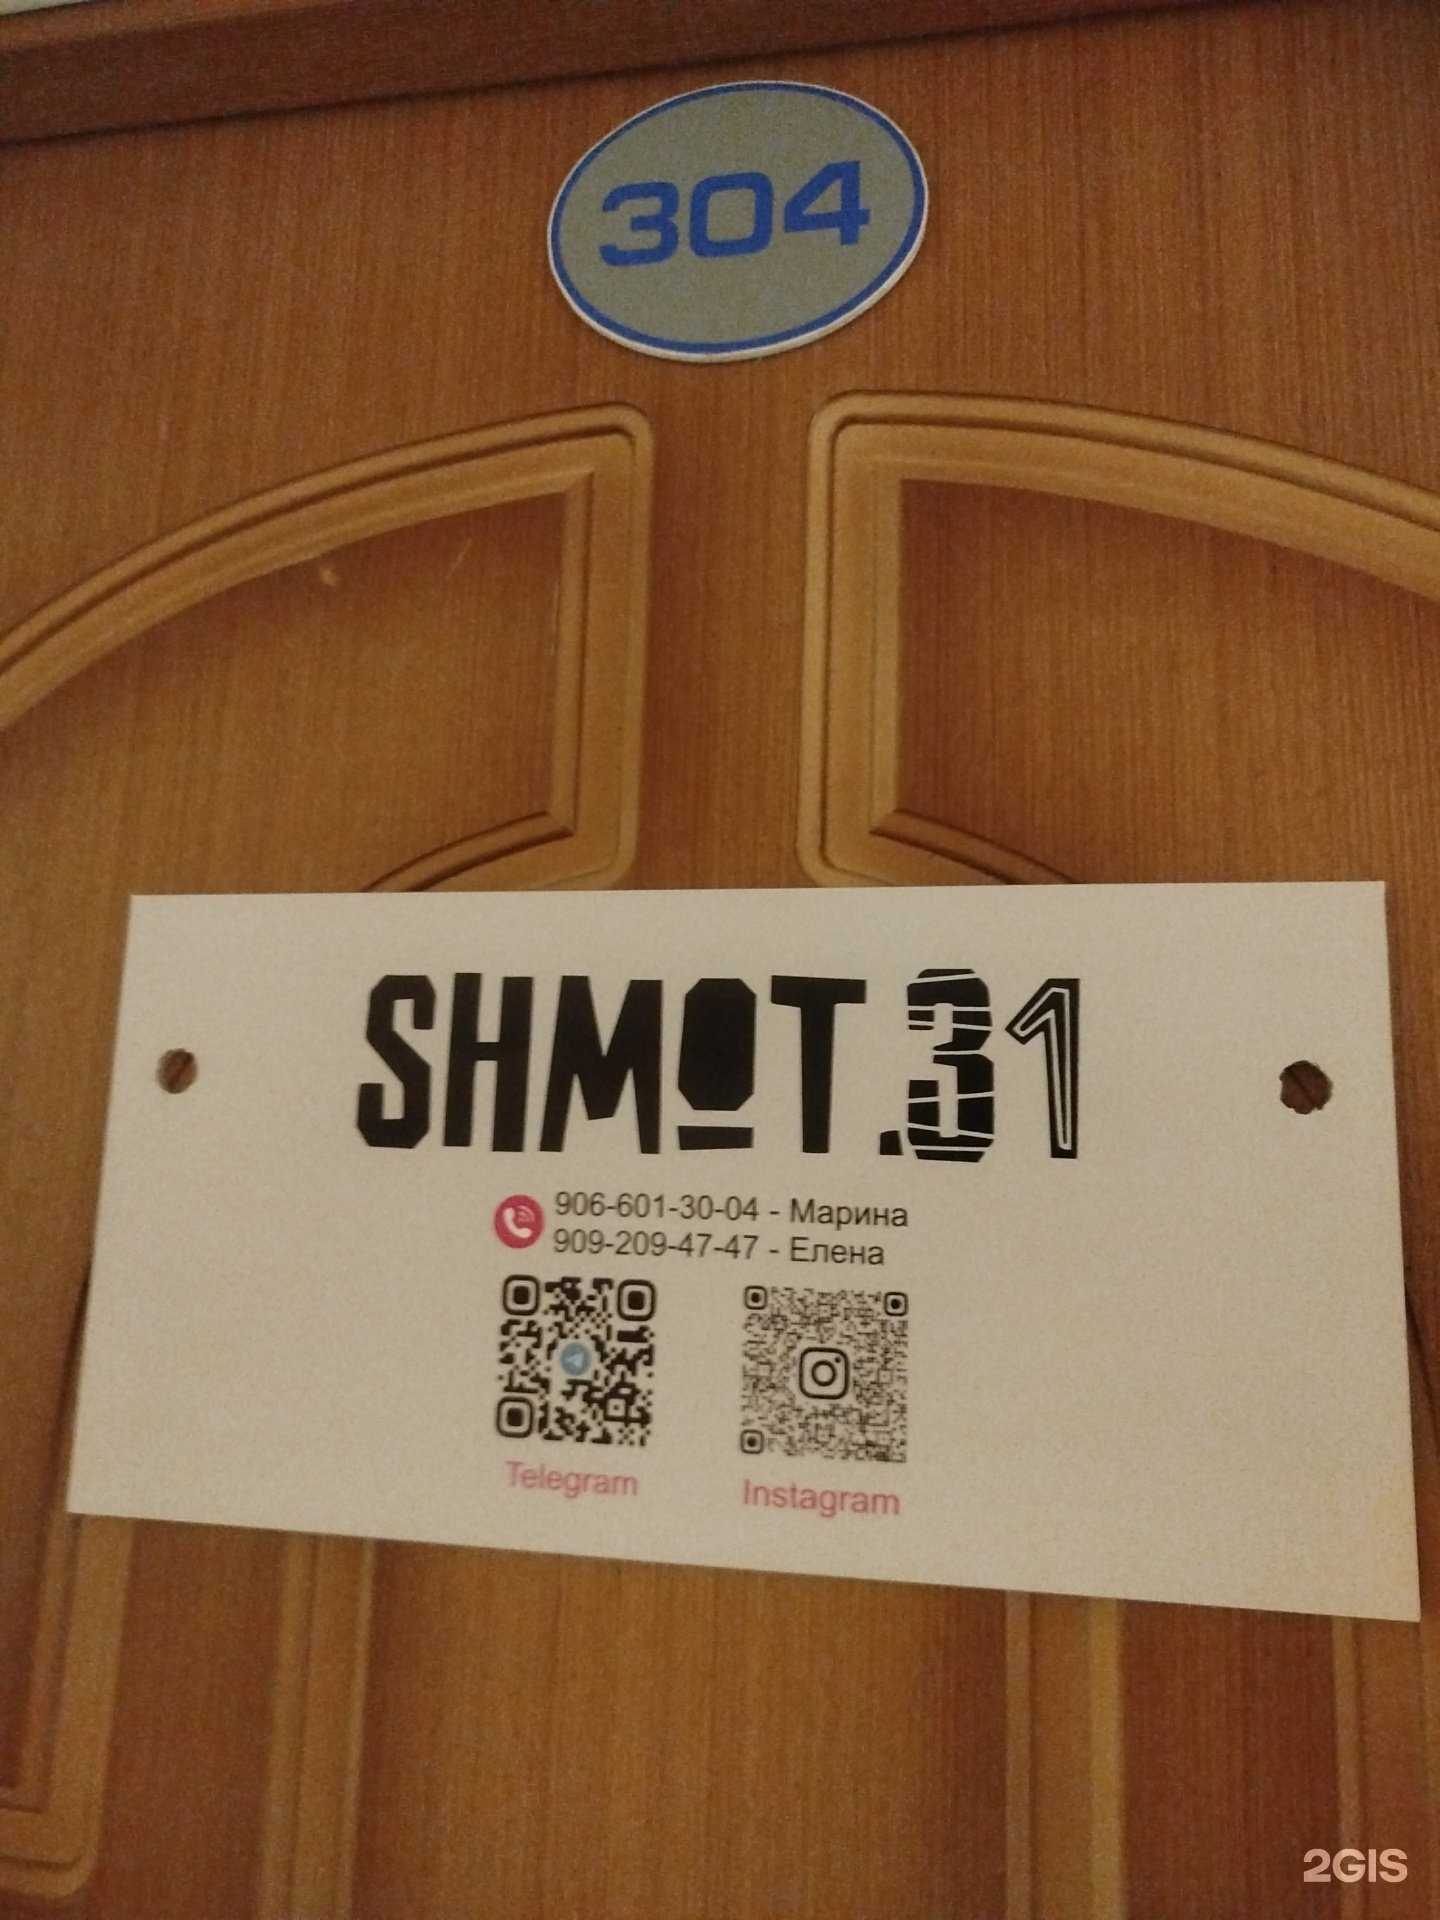 304
SHMOT.31
906-601-30-04 - Марина
909-209-47-47 - Елена
Telegram
Instagram
2GIS